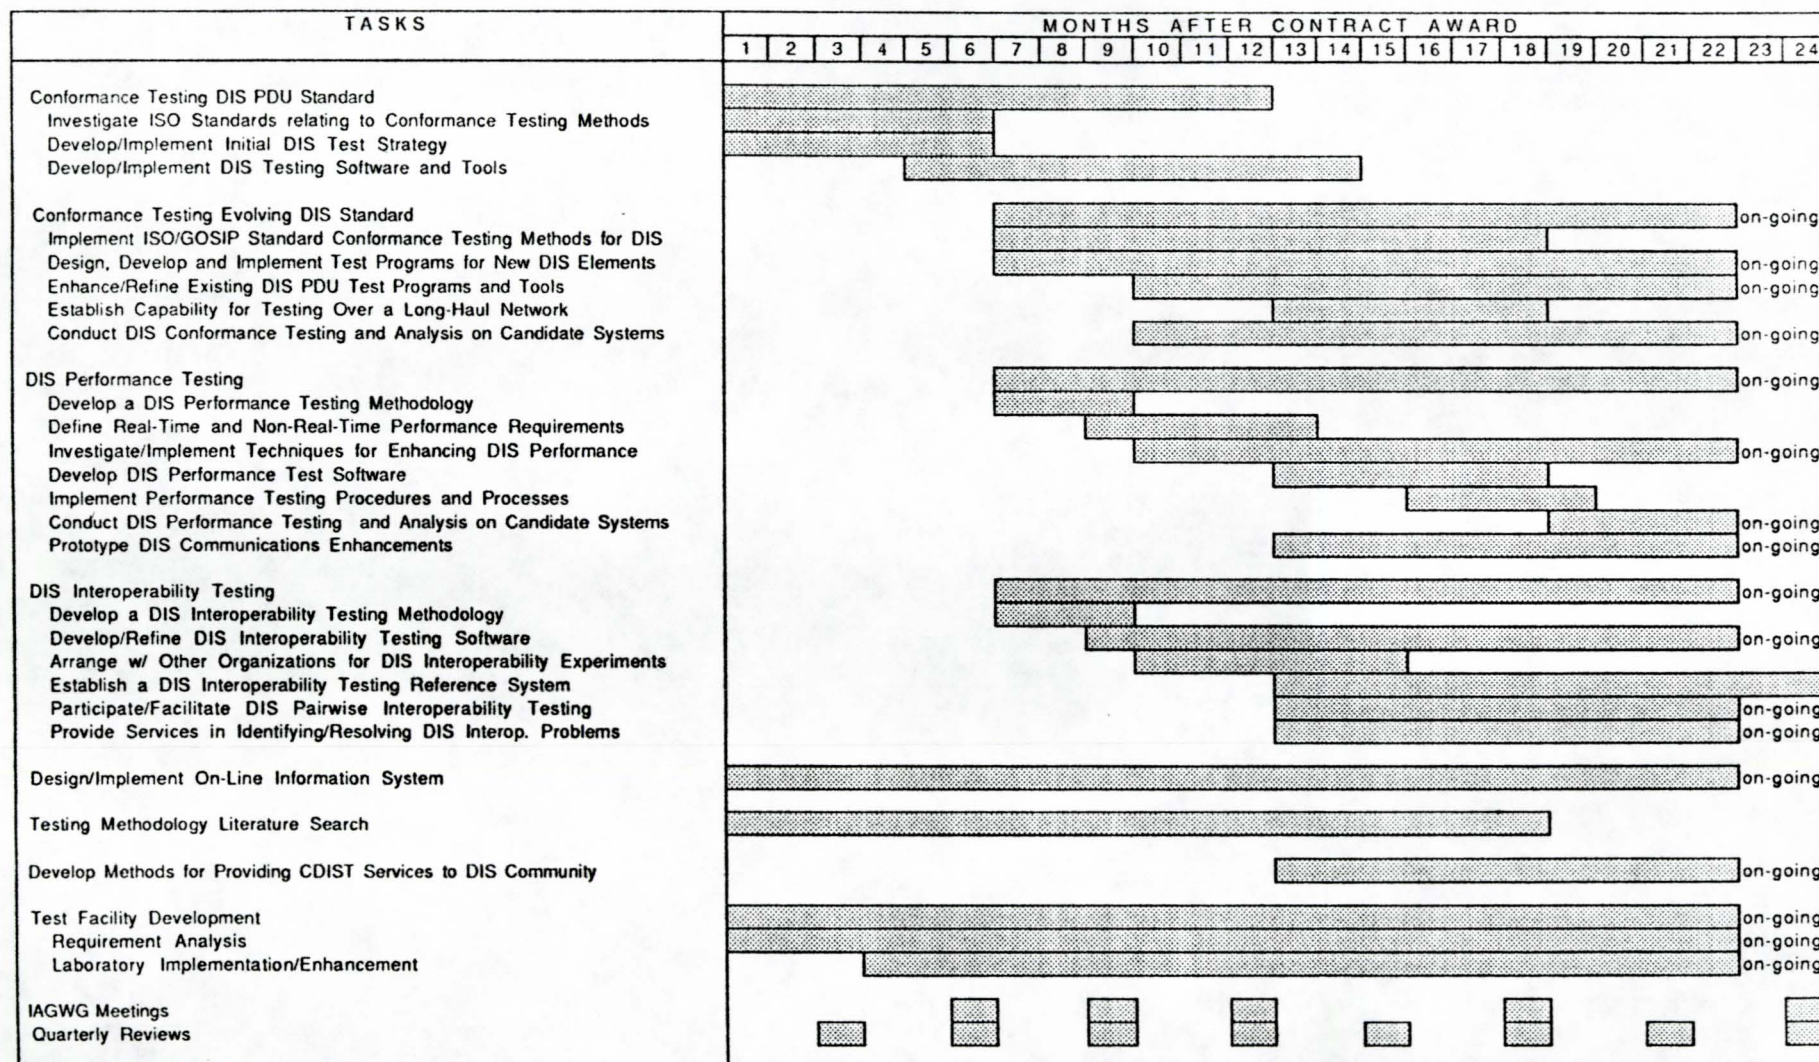 TASKS
MONTHS AFTER CONTRACT AWARD
1 2 3 4 5 6 7 8 9 10 11 12 13 14 15 16 17 18 19 20 21 22 23 24
Conformance Testing DIS PDU Standard
Investigate ISO Standards relating to Conformance Testing Methods
Develop/Implement Initial DIS Test Strategy
Develop/Implement DIS Testing Software and Tools
Conformance Testing Evolving DIS Standard on-going
Implement ISO/GOSIP Standard Conformance Testing Methods for DIS
Design, Develop and Implement Test Programs for New DIS Elements on-going
Enhance/Refine Existing DIS PDU Test Programs and Tools on-going
Establish Capability for Testing Over a Long-Haul Network
Conduct DIS Conformance Testing and Analysis on Candidate Systems on-going
DIS Performance Testing on-going
Develop a DIS Performance Testing Methodology
Define Real-Time and Non-Real-Time Performance Requirements
Investigate/Implement Techniques for Enhancing DIS Performance on-going
Develop DIS Performance Test Software
Implement Performance Testing Procedures and Processes
Conduct DIS Performance Testing and Analysis on Candidate Systems on-going
Prototype DIS Communications Enhancements on-going
DIS Interoperability Testing on-going
Develop a DIS Interoperability Testing Methodology
Develop/Refine DIS Interoperability Testing Software on-going
Arrange w/ Other Organizations for DIS Interoperability Experiments
Establish a DIS Interoperability Testing Reference System
Participate/Facilitate DIS Pairwise Interoperability Testing on-going
Provide Services in Identifying/Resolving DIS Interop. Problems on-going
Design/Implement On-Line Information System on-going
Testing Methodology Literature Search
Develop Methods for Providing CDIST Services to DIS Community on-going
Test Facility Development on-going
Requirement Analysis on-going
Laboratory Implementation/Enhancement on-going
IAGWG Meetings
Quarterly Reviews